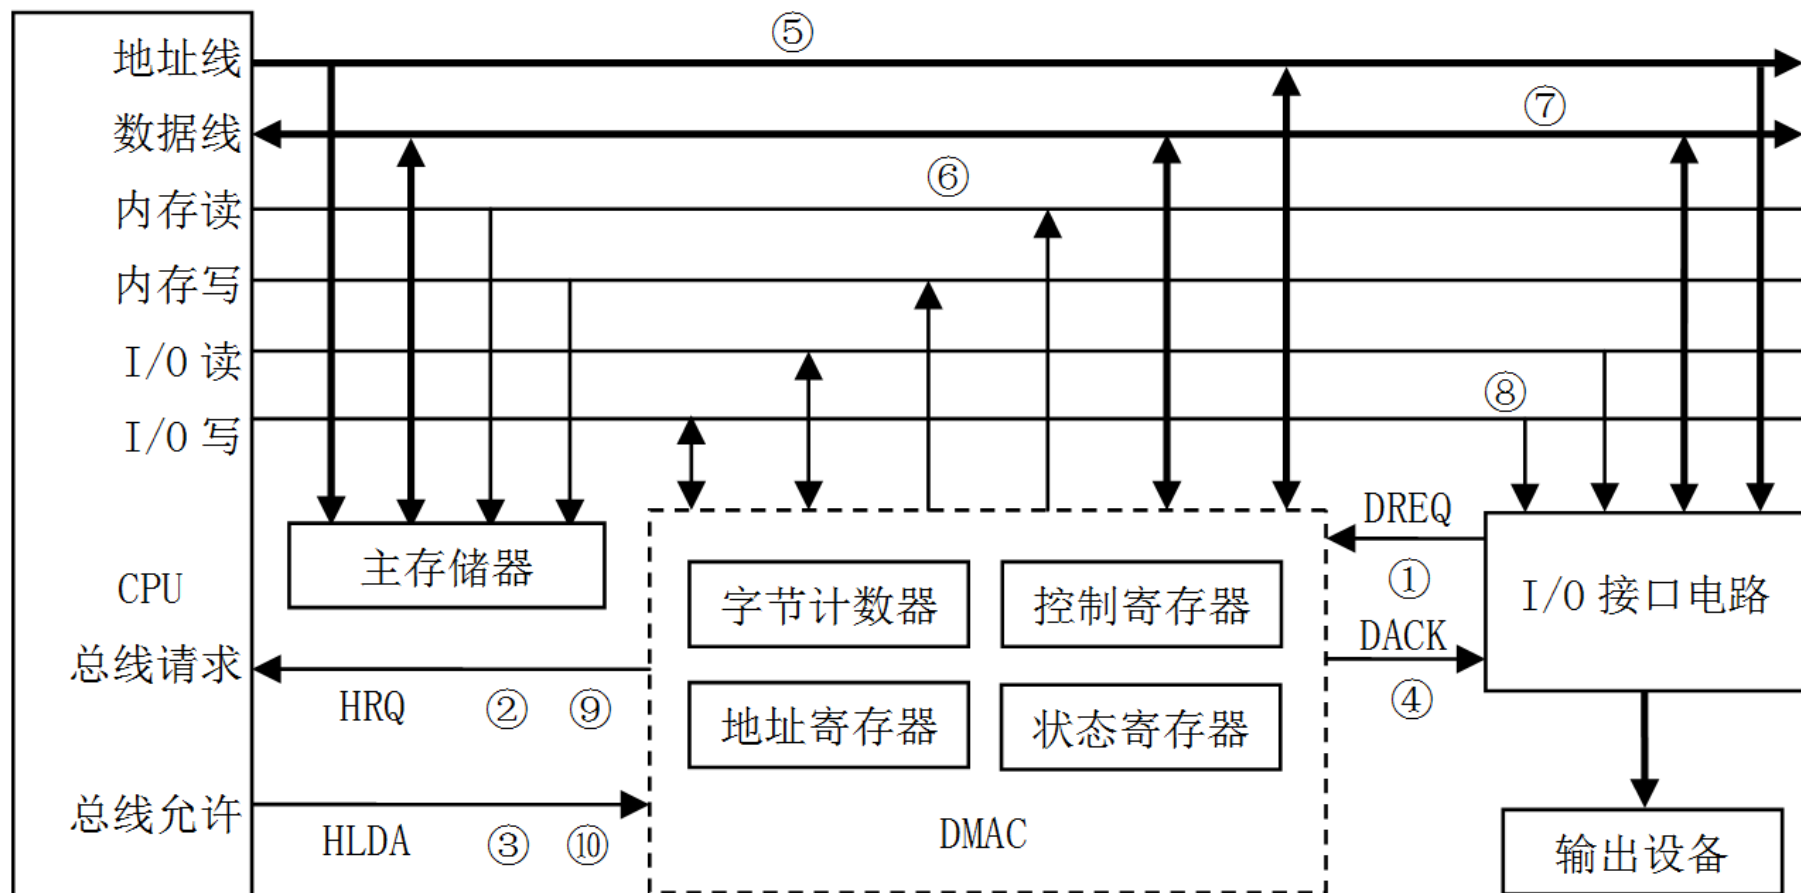 地址线
⑤
数据线
⑦
内存读
⑥
内存写
I/O 读
I/O 写
⑧
CPU
主存储器
DREQ
①
DACK
④
I/O 接口电路
字节计数器
控制寄存器
地址寄存器
状态寄存器
DMAC
总线请求
HRQ ② ⑨
总线允许
HLDA ③ ⑩
输出设备